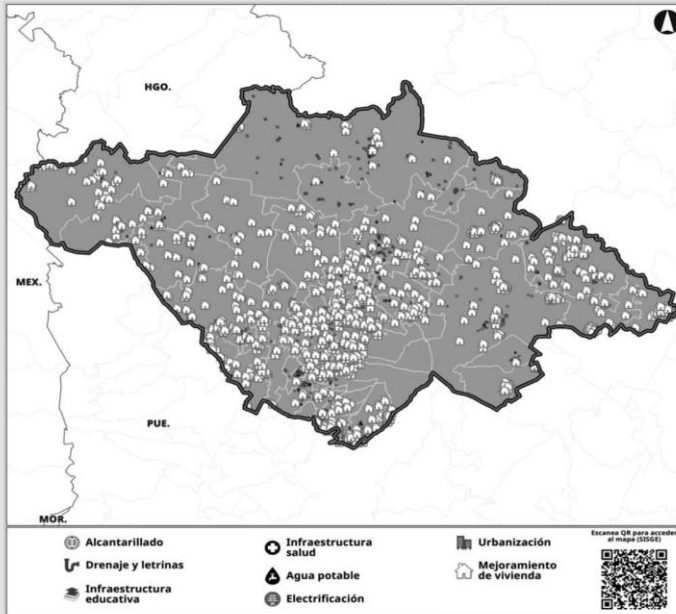 HGO.
MEX.
PUE.
MOR.
Alcantarillado
Drenaje y letrinas
Infraestructura
educativa
Infraestructura
salud
Agua potable
Electrificación
Urbanización
Mejoramiento
de vivienda
Escanea QR para acceder
al mapa (SISGE)